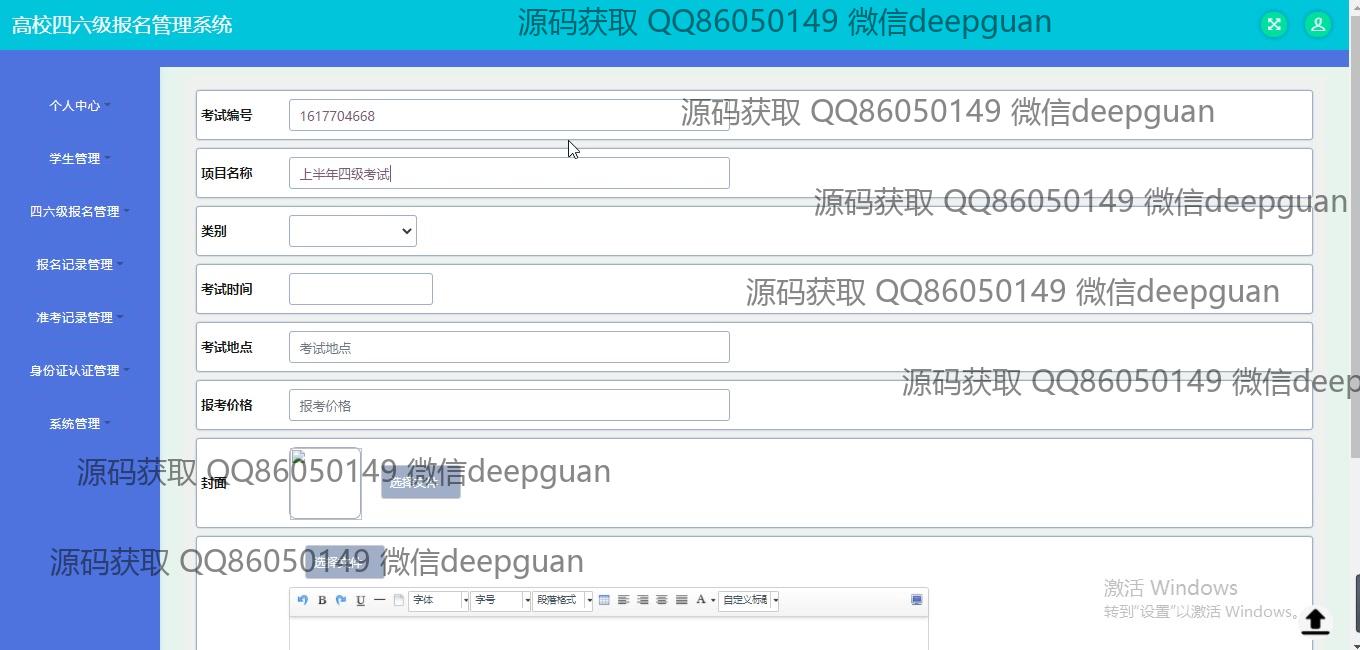 高校四六级报名管理系统
源码获取 QQ86050149 微信deepguan
个人中心
学生管理
四六级报名管理
报名记录管理
准考记录管理
身份证认证管理
系统管理
考试编号 1617704668
源码获取 QQ86050149 微信deepguan
项目名称 上半年四级考试
源码获取 QQ86050149 微信deepguan
类别
考试时间
源码获取 QQ86050149 微信deepguan
考试地点 考试地点
源码获取 QQ86050149 微信deep
报考价格 报考价格
源码获取 QQ86050149 微信deepguan
封面 选择文件
源码获取 QQ86050149 微信deepguan
选择文件
B U 字体 字号 段落格式 A 自定义标题
激活 Windows
转到"设置"以激活 Windows。